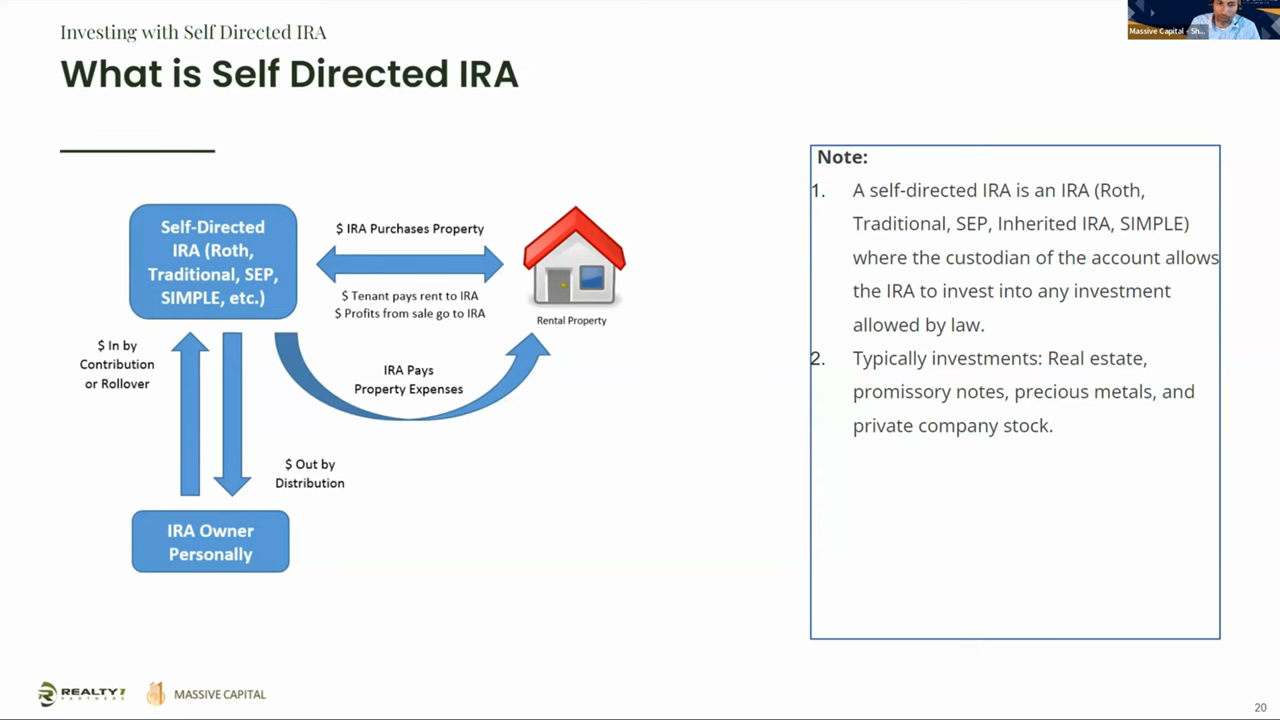 Investing with Self Directed IRA
What is Self Directed IRA
Massive Capital - Sh...
Self-Directed
IRA (Roth,
Traditional, SEP,
SIMPLE, etc.)
$ IRA Purchases Property
$ Tenant pays rent to IRA
$ Profits from sale go to IRA
Rental Property
$ In by
Contribution
or Rollover
IRA Pays
Property Expenses
$ Out by
Distribution
IRA Owner
Personally
Note:
1. A self-directed IRA is an IRA (Roth,
Traditional, SEP, Inherited IRA, SIMPLE)
where the custodian of the account allows
the IRA to invest into any investment
allowed by law.
2. Typically investments: Real estate,
promissory notes, precious metals, and
private company stock.
REALTY
PARTNERS
MASSIVE CAPITAL
20